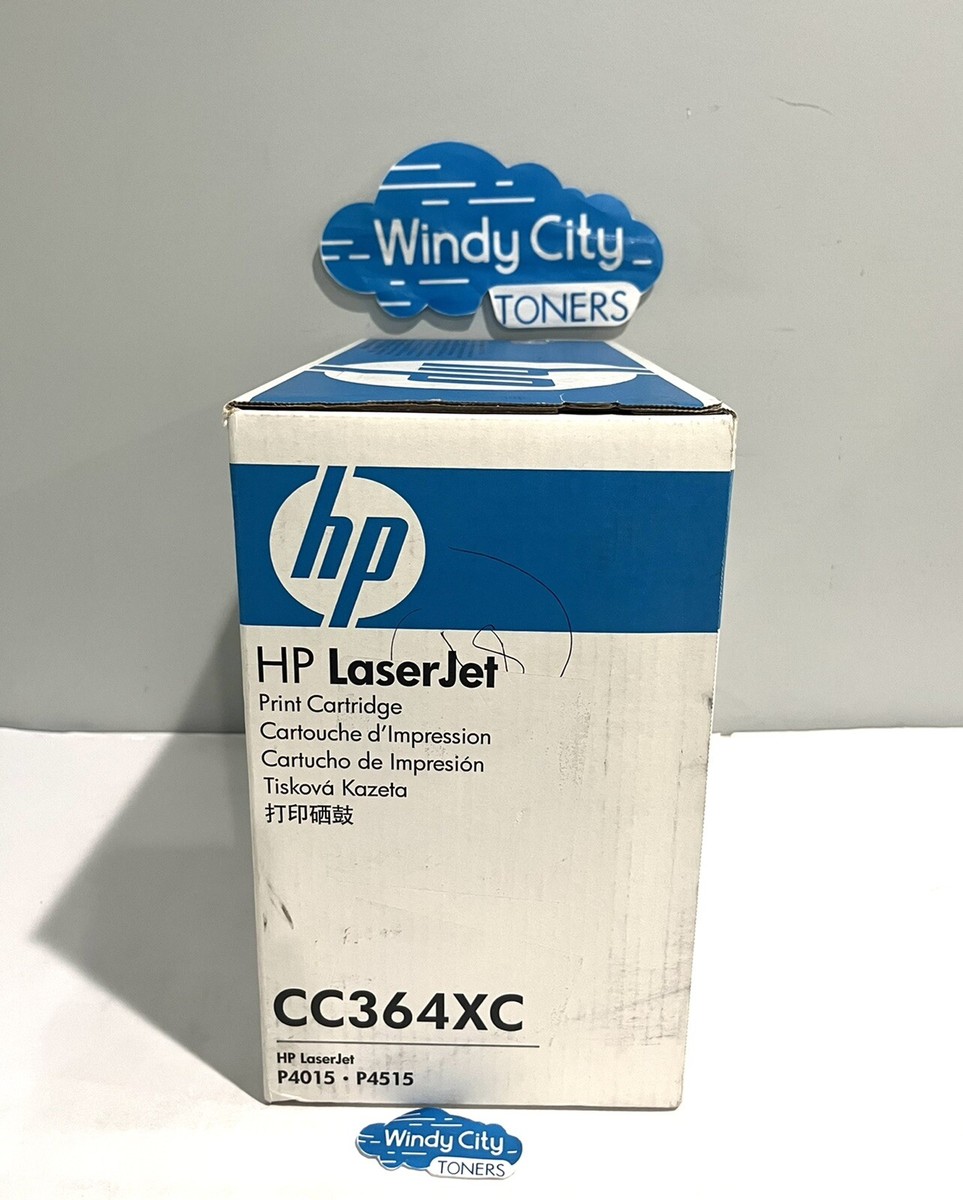 Windy City
TONERS
hp
HP LaserJet
Print Cartridge
Cartouche d'Impression
Cartucho de Impresión
Tisková Kazeta
打印硒鼓
CC364XC
HP LaserJet
P4015 • P4515
Windy City
TONERS